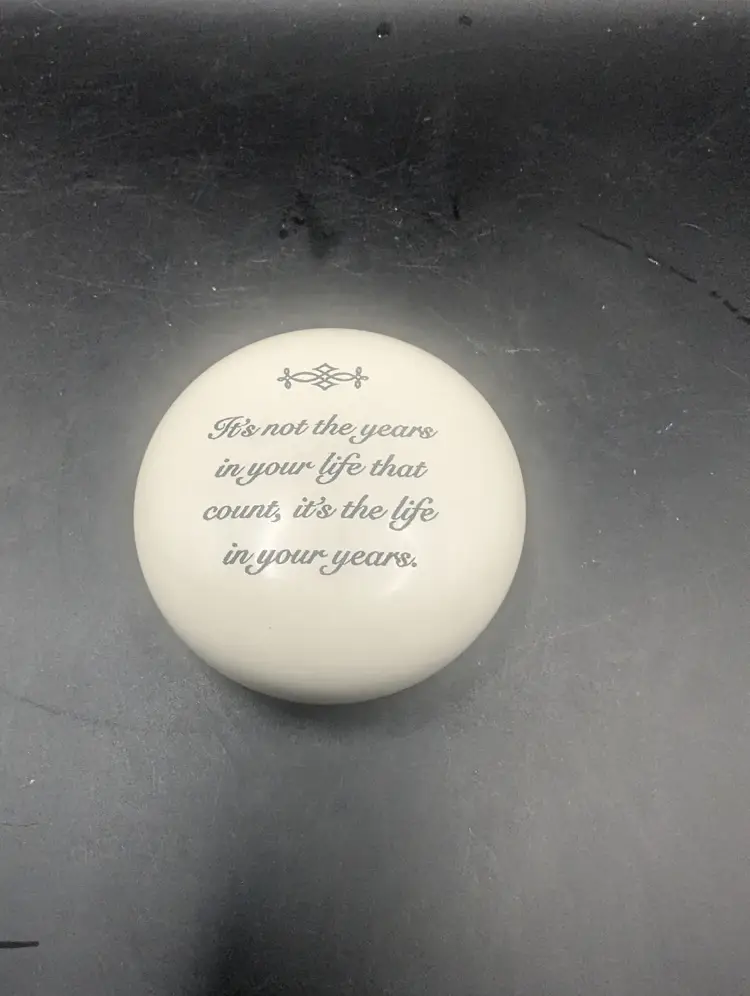 It's not the years
in your life that
count, it's the life
in your years.